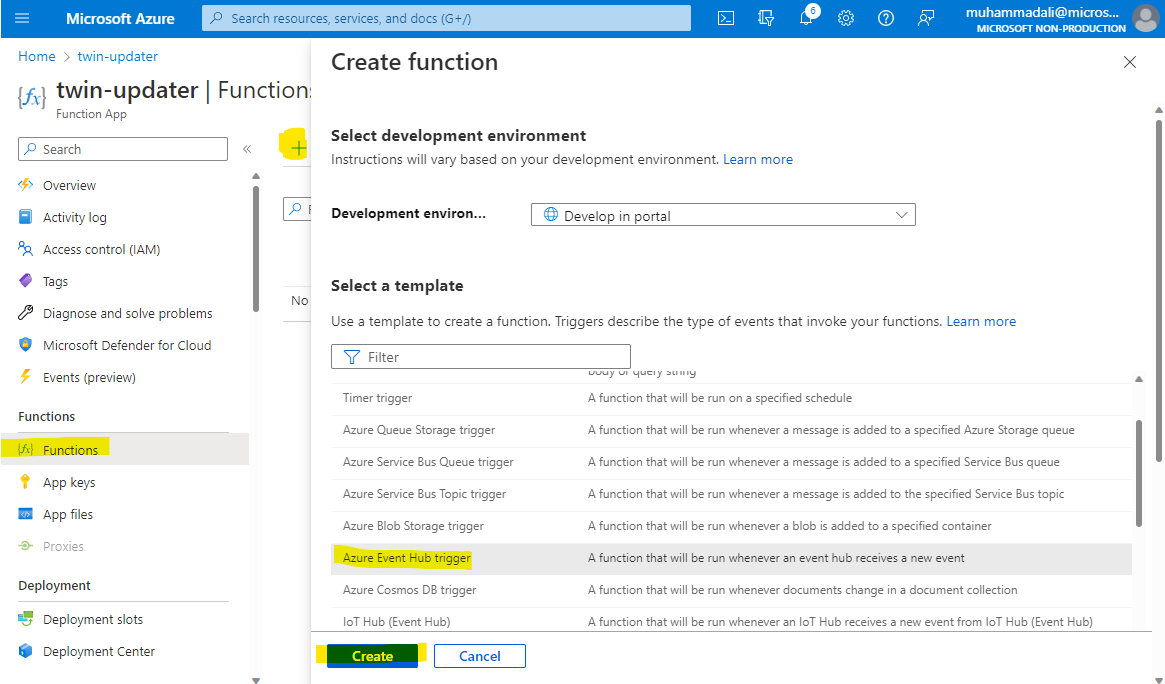 Microsoft Azure
Search resources, services, and docs (G+/)
6
muhammadali@micros...
MICROSOFT NON-PRODUCTION
Home > twin-updater
{fx}
twin-updater | Functions
Function App
Search
«
Overview
Activity log
Access control (IAM)
Tags
Diagnose and solve problems
Microsoft Defender for Cloud
Events (preview)
Functions
Functions
App keys
App files
Proxies
Deployment
Deployment slots
Deployment Center
No
Create function
Select development environment
Instructions will vary based on your development environment. Learn more
Development environ...
Develop in portal
Select a template
Use a template to create a function. Triggers describe the type of events that invoke your functions. Learn more
Filter
body or query string
Timer trigger A function that will be run on a specified schedule
Azure Queue Storage trigger A function that will be run whenever a message is added to a specified Azure Storage queue
Azure Service Bus Queue trigger A function that will be run whenever a message is added to a specified Service Bus queue
Azure Service Bus Topic trigger A function that will be run whenever a message is added to the specified Service Bus topic
Azure Blob Storage trigger A function that will be run whenever a blob is added to a specified container
Azure Event Hub trigger A function that will be run whenever an event hub receives a new event
Azure Cosmos DB trigger A function that will be run whenever documents change in a document collection
IoT Hub (Event Hub) A function that will be run whenever an IoT Hub receives a new event from IoT Hub (Event Hub)
Create
Cancel